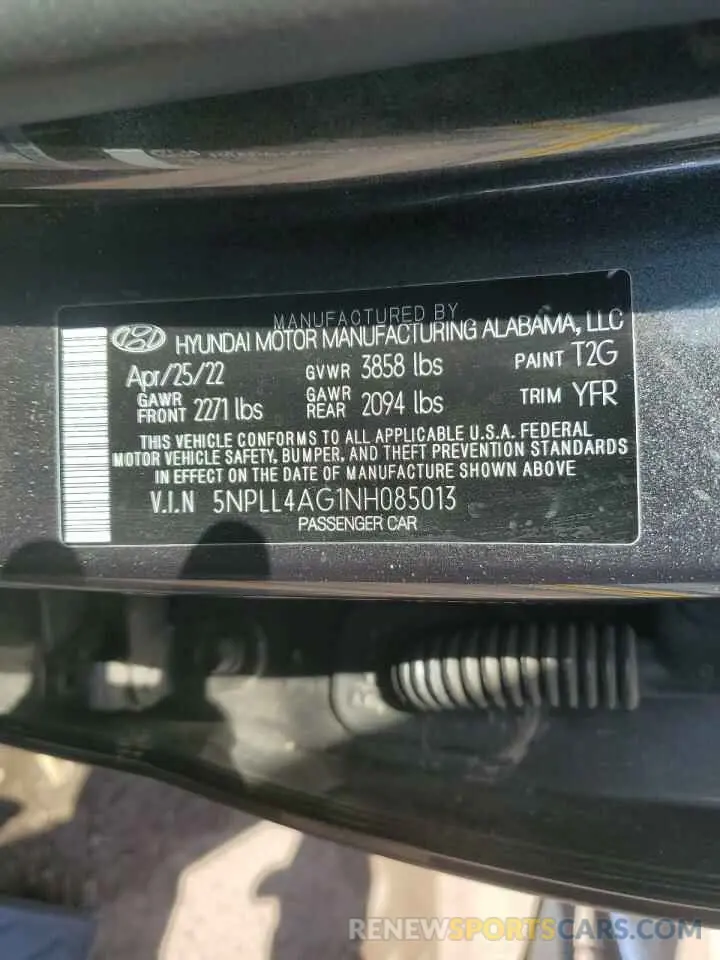 MANUFACTURED BY
HYUNDAI MOTOR MANUFACTURING ALABAMA, LLC
Apr/25/22 GVWR 3858 lbs PAINT T2G
GAWR FRONT 2271 lbs GAWR REAR 2094 lbs TRIM YFR
THIS VEHICLE CONFORMS TO ALL APPLICABLE U.S.A. FEDERAL
MOTOR VEHICLE SAFETY, BUMPER, AND THEFT PREVENTION STANDARDS
IN EFFECT ON THE DATE OF MANUFACTURE SHOWN ABOVE
V.I.N 5NPLL4AG1NH085013
PASSENGER CAR
RENEWSPORTSCARS.COM